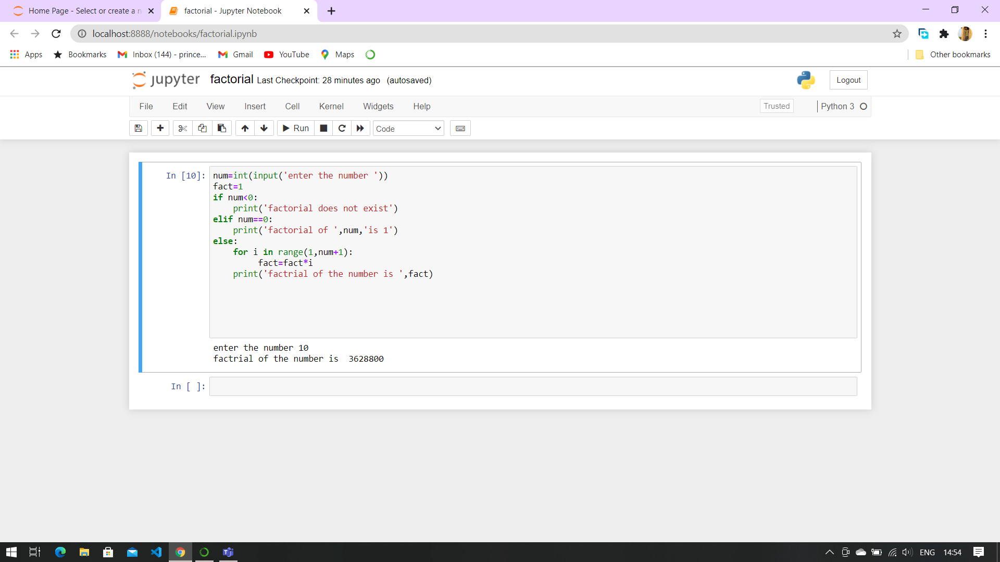 Home Page - Select or create a n
factorial - Jupyter Notebook
localhost:8888/notebooks/factorial.ipynb
Apps Bookmarks Inbox (144) - prince... Gmail YouTube Maps Other bookmarks
jupyter factorial Last Checkpoint: 28 minutes ago (autosaved) Logout
File Edit View Insert Cell Kernel Widgets Help Trusted Python 3
Run Code
In [10]: num=int(input('enter the number '))
fact=1
if num<0:
    print('factorial does not exist')
elif num==0:
    print('factorial of ',num,'is 1')
else:
    for i in range(1,num+1):
         fact=fact*i
    print('factrial of the number is ',fact)
enter the number 10
factrial of the number is  3628800
In [ ]:
ENG 14:54